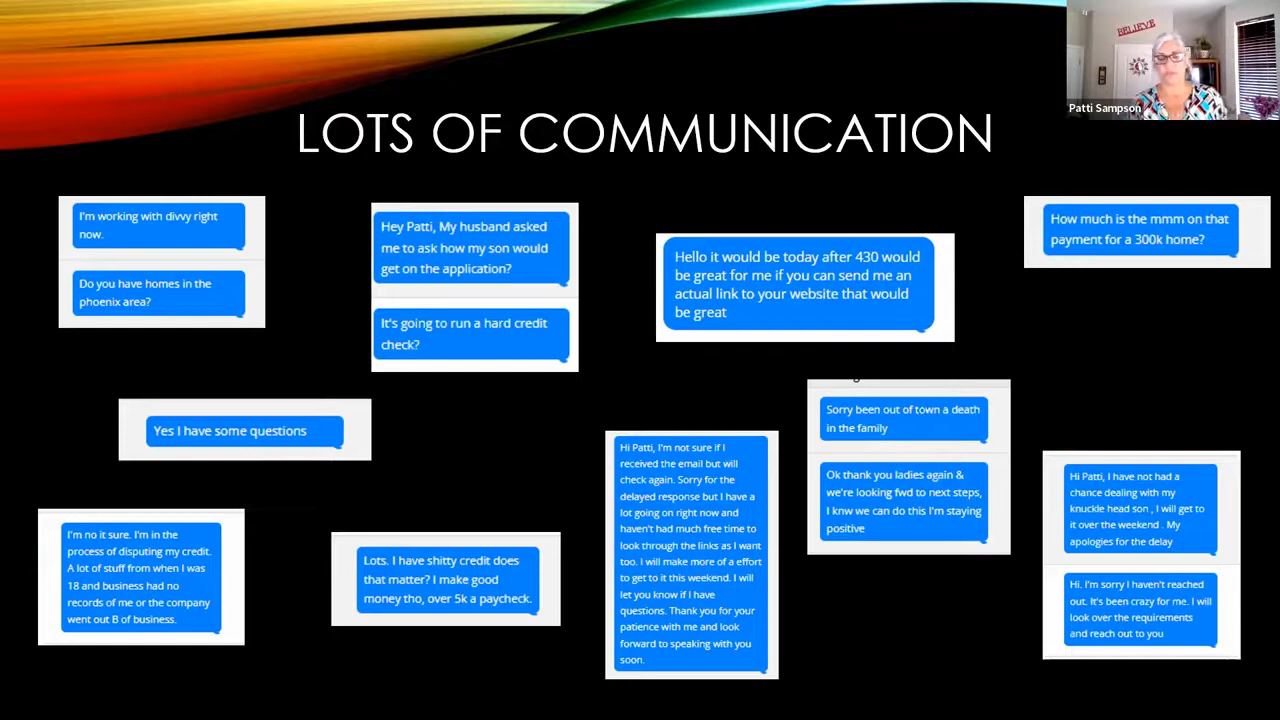 BELIEVE
Patti Sampson
LOTS OF COMMUNICATION
I'm working with divvy right
now.
Do you have homes in the
phoenix area?
Hey Patti, My husband asked
me to ask how my son would
get on the application?
It's going to run a hard credit
check?
Hello it would be today after 430 would
be great for me if you can send me an
actual link to your website that would
be great
How much is the mmm on that
payment for a 300k home?
Yes I have some questions
Sorry been out of town a death
in the family
Ok thank you ladies again &
we're looking fwd to next steps,
I knw we can do this I'm staying
positive
I'm no it sure. I'm in the
process of disputing my credit.
A lot of stuff from when I was
18 and business had no
records of me or the company
went out B of business.
Lots. I have shitty credit does
that matter? I make good
money tho, over 5k a paycheck.
Hi Patti, I'm not sure if I
received the email but will
check again. Sorry for the
delayed response but I have a
lot going on right now and
haven't had much free time to
look through the links as I want
too. I will make more of a effort
to get to it this weekend. I will
let you know if I have
questions. Thank you for your
patience with me and look
forward to speaking with you
soon.
Hi Patti, I have not had a
chance dealing with my
knuckle head son , I will get to
it over the weekend . My
apologies for the delay
Hi. I'm sorry I haven't reached
out. It's been crazy for me. I will
look over the requirements
and reach out to you